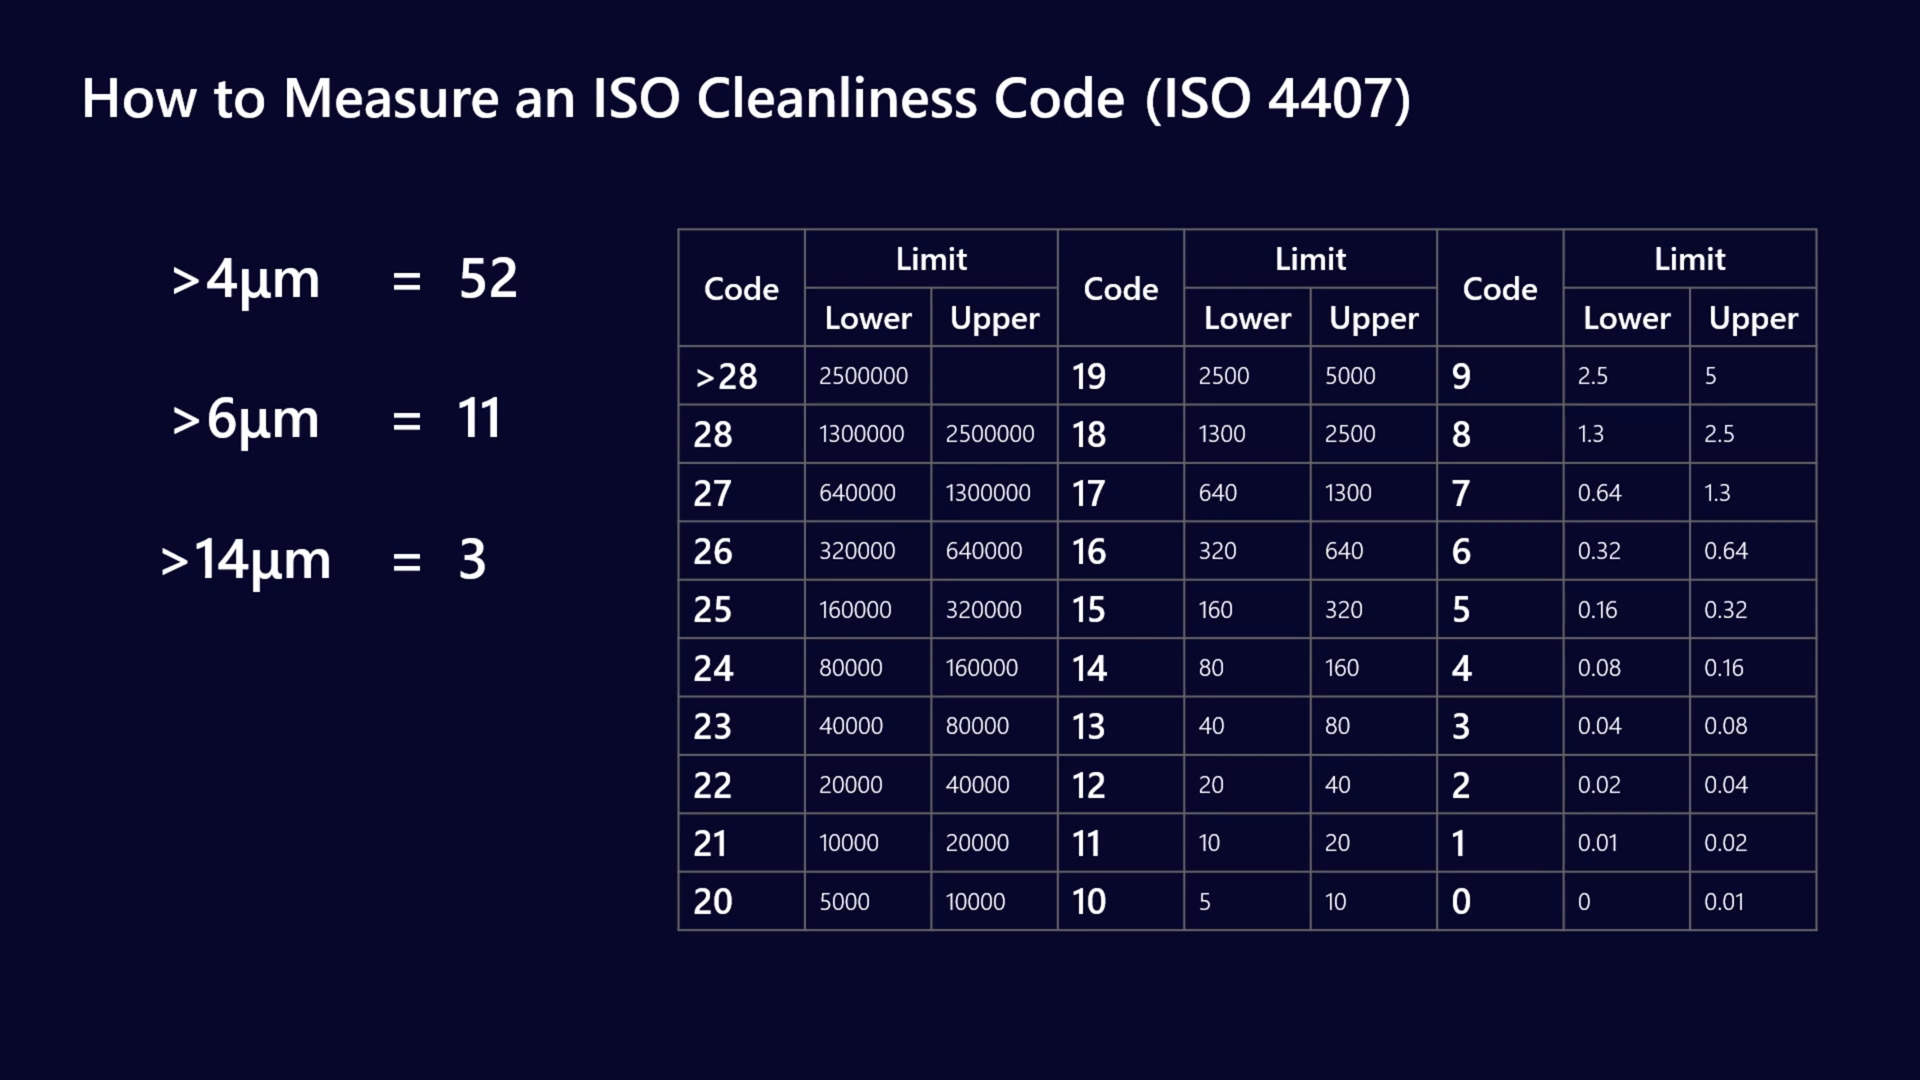 How to Measure an ISO Cleanliness Code (ISO 4407)
>4µm = 52
>6µm = 11
>14µm = 3
Code Limit Code Limit Code Limit
Lower Upper Lower Upper Lower Upper
>28 2500000 19 2500 5000 9 2.5 5
28 1300000 2500000 18 1300 2500 8 1.3 2.5
27 640000 1300000 17 640 1300 7 0.64 1.3
26 320000 640000 16 320 640 6 0.32 0.64
25 160000 320000 15 160 320 5 0.16 0.32
24 80000 160000 14 80 160 4 0.08 0.16
23 40000 80000 13 40 80 3 0.04 0.08
22 20000 40000 12 20 40 2 0.02 0.04
21 10000 20000 11 10 20 1 0.01 0.02
20 5000 10000 10 5 10 0 0 0.01